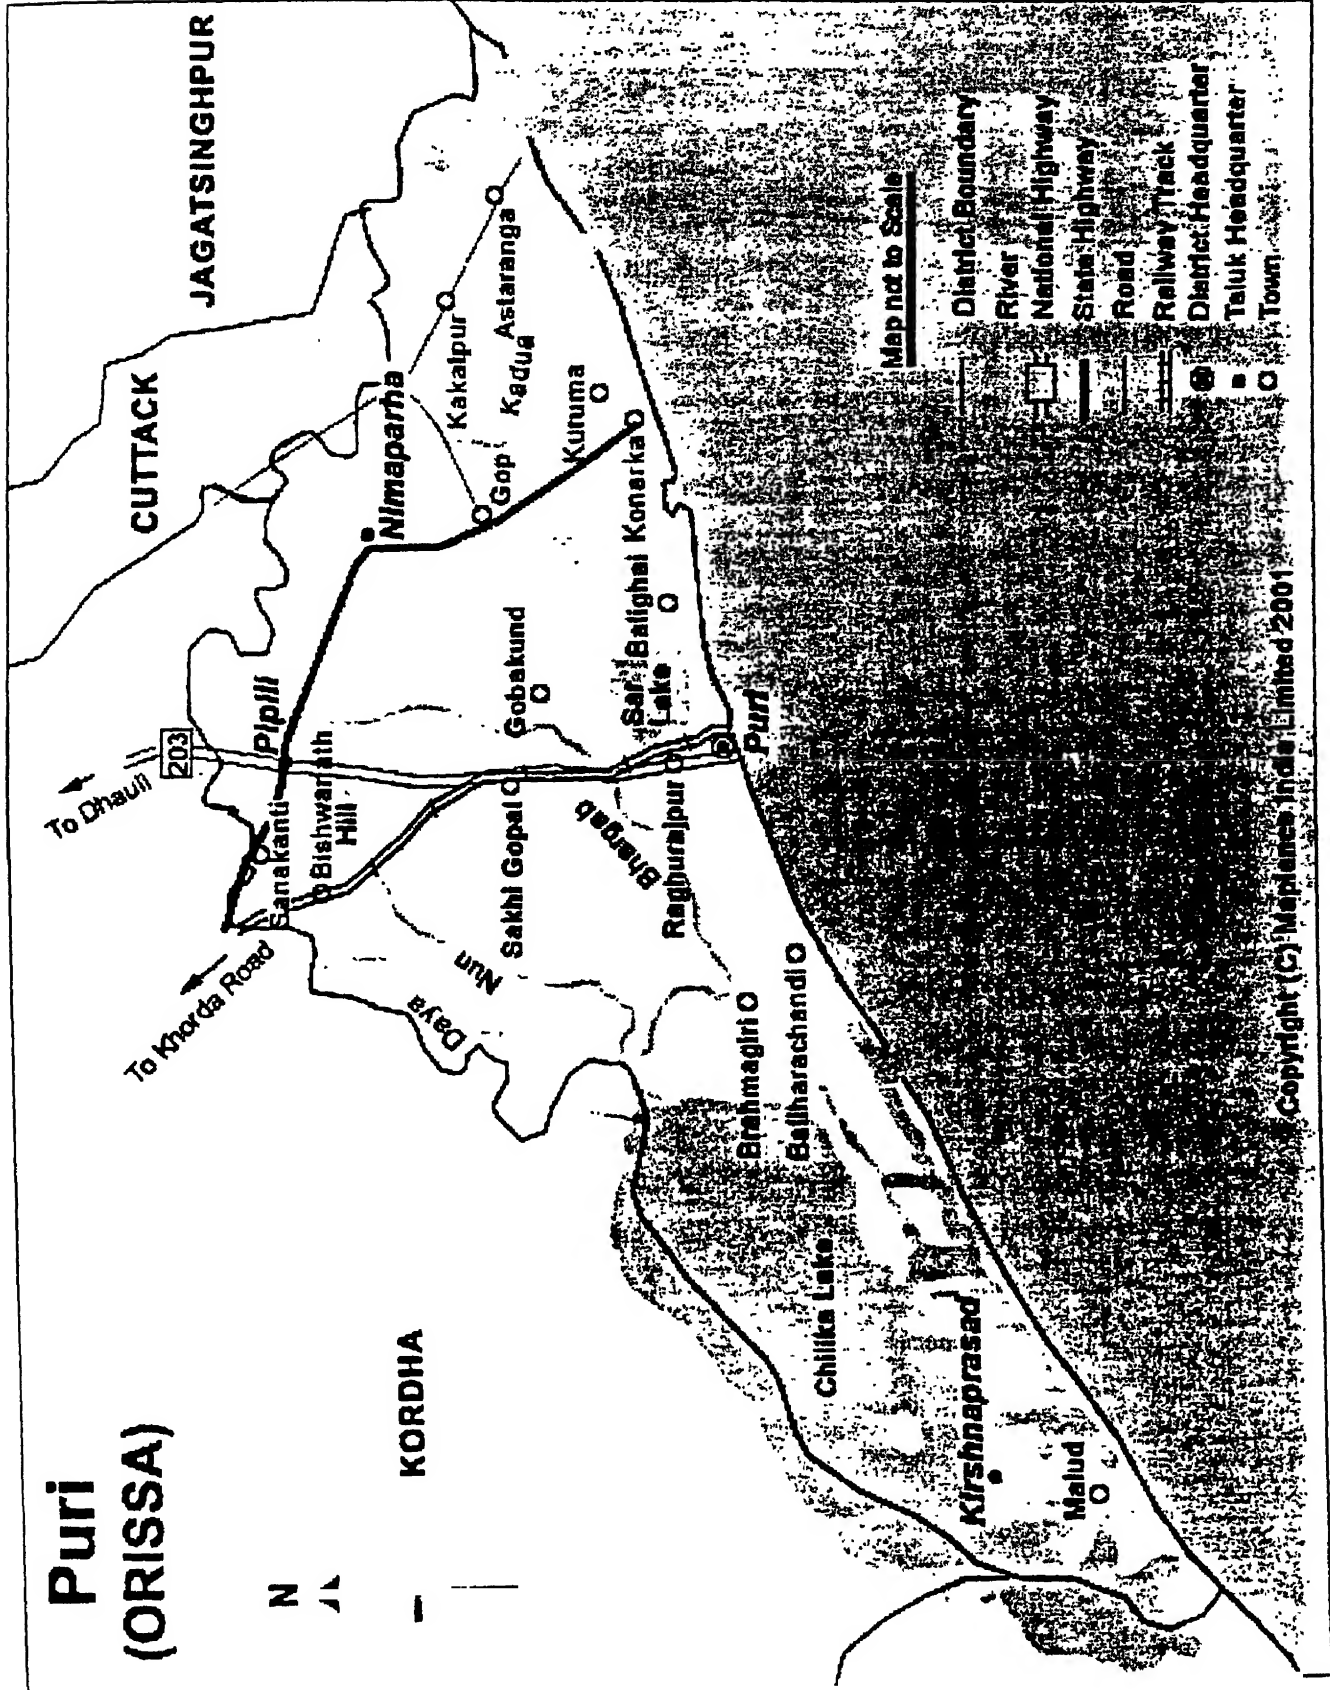 Puri
(ORISSA)
N
KORDHA
CUTTACK
JAGATSINGHPUR
To Dhauli
203
To Khorda Road
Pipli
Sanakanti
Bishwanath
Hill
Nimaparha
Kakalpur
Astaranga
Kadua
Gop
Kuruma
Konarka
Balighai
Gobakund
Sar
Lake
Puri
Sakhi Gopal
Bhargab
Raghurajpur
Nun
Daya
Brahmagiri
Baliharachandi
Chilika Lake
Kirshnaprasad
Malud
Map not to Scale
District Boundary
River
National Highway
State Highway
Road
Railway Track
District Headquarter
Taluk Headquarter
Town
Copyright (C) Maplance India Limited 2001